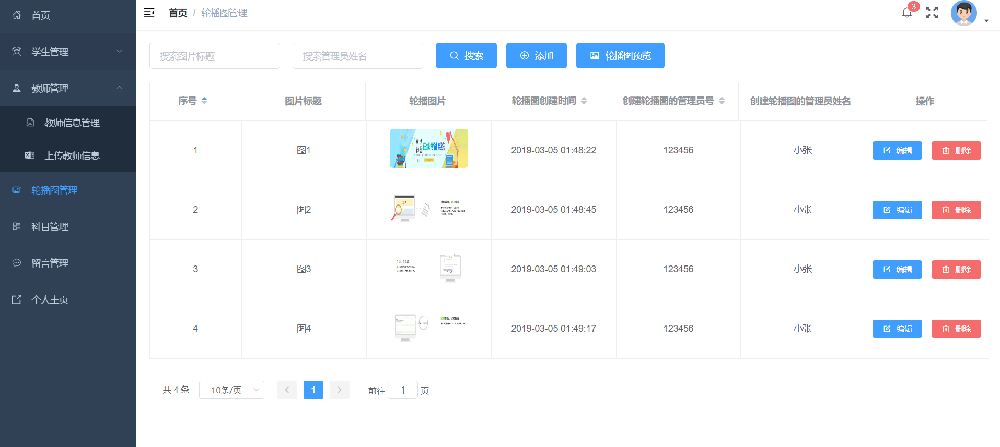 首页
学生管理
教师管理
教师信息管理
上传教师信息
轮播图管理
科目管理
留言管理
个人主页
首页 / 轮播图管理
3
搜索图片标题 搜索管理员姓名 搜索 添加 轮播图预览
序号 图片标题 轮播图片 轮播图创建时间 创建轮播图的管理员号 创建轮播图的管理员姓名 操作
1 图1 2019-03-05 01:48:22 123456 小张 编辑 删除
考试
神器
在线考试系统
2 图2 2019-03-05 01:48:45 123456 小张 编辑 删除
3 图3 2019-03-05 01:49:03 123456 小张 编辑 删除
4 图4 2019-03-05 01:49:17 123456 小张 编辑 删除
共 4 条 10条/页 1 前往 1 页